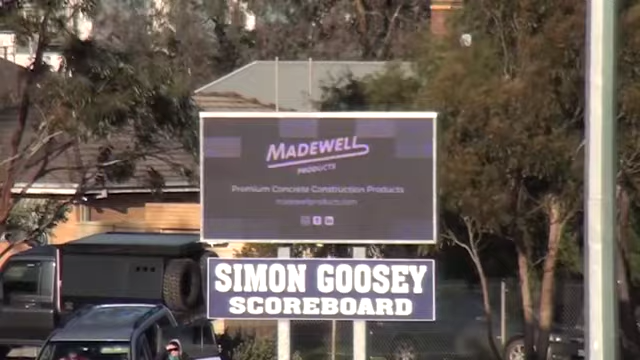 MADEWELL
PRODUCTS
Premium Concrete Construction Products
madewellproducts.com
SIMON GOOSEY
SCOREBOARD